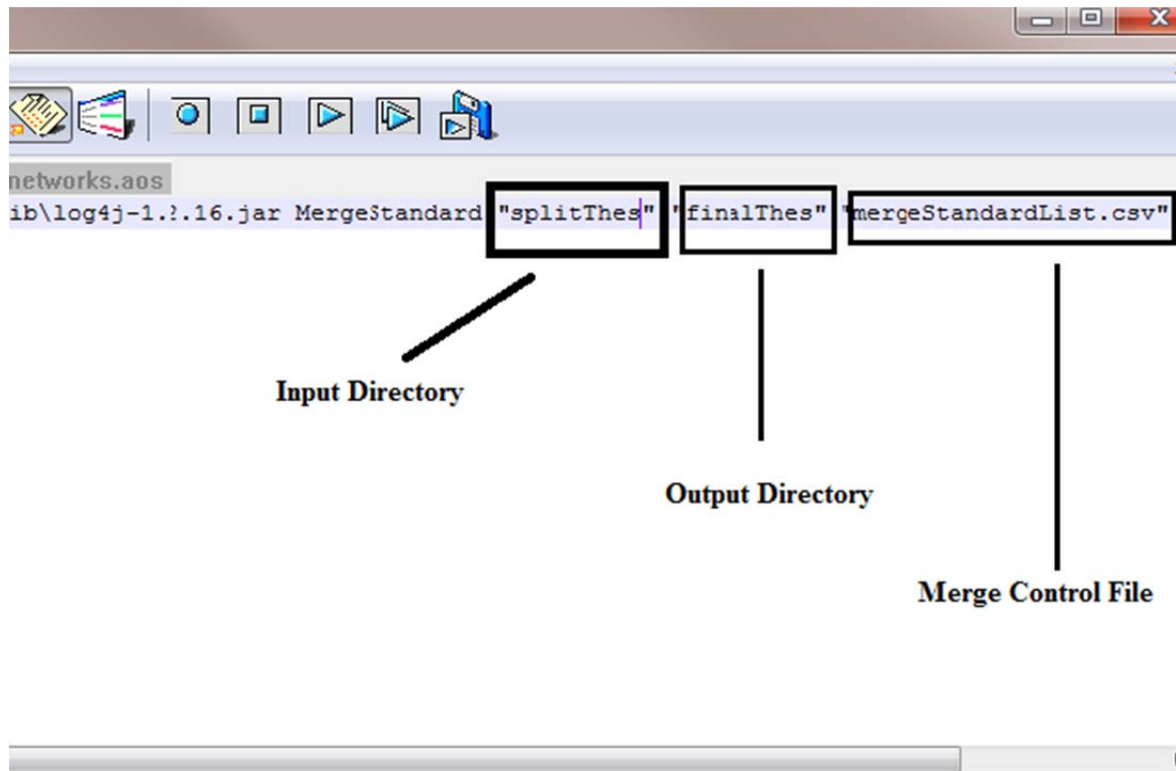 networks.aos
ib\log4j-1.2.16.jar MergeStandard "splitThes" "finalThes" "mergeStandardList.csv"
Input Directory
Output Directory
Merge Control File